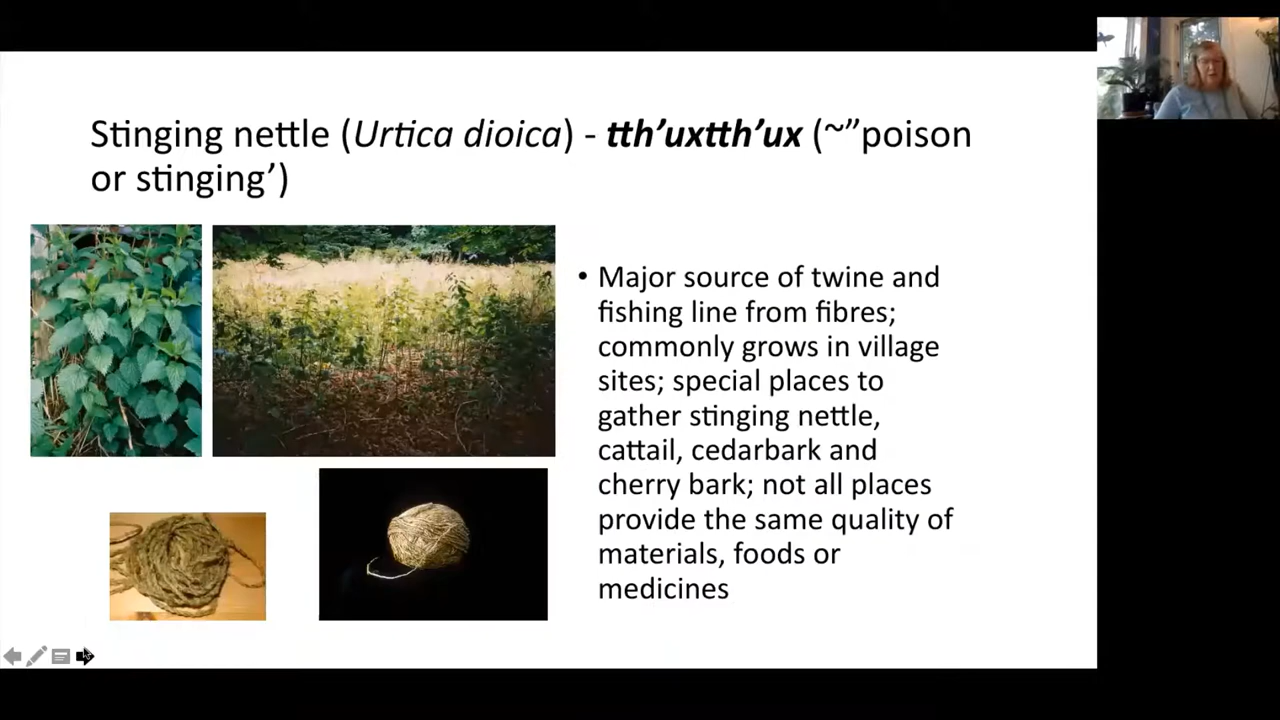 Stinging nettle (Urtica dioica) - tth’uxtth’ux (~”poison
or stinging’)
• Major source of twine and
fishing line from fibres;
commonly grows in village
sites; special places to
gather stinging nettle,
cattail, cedarbark and
cherry bark; not all places
provide the same quality of
materials, foods or
medicines